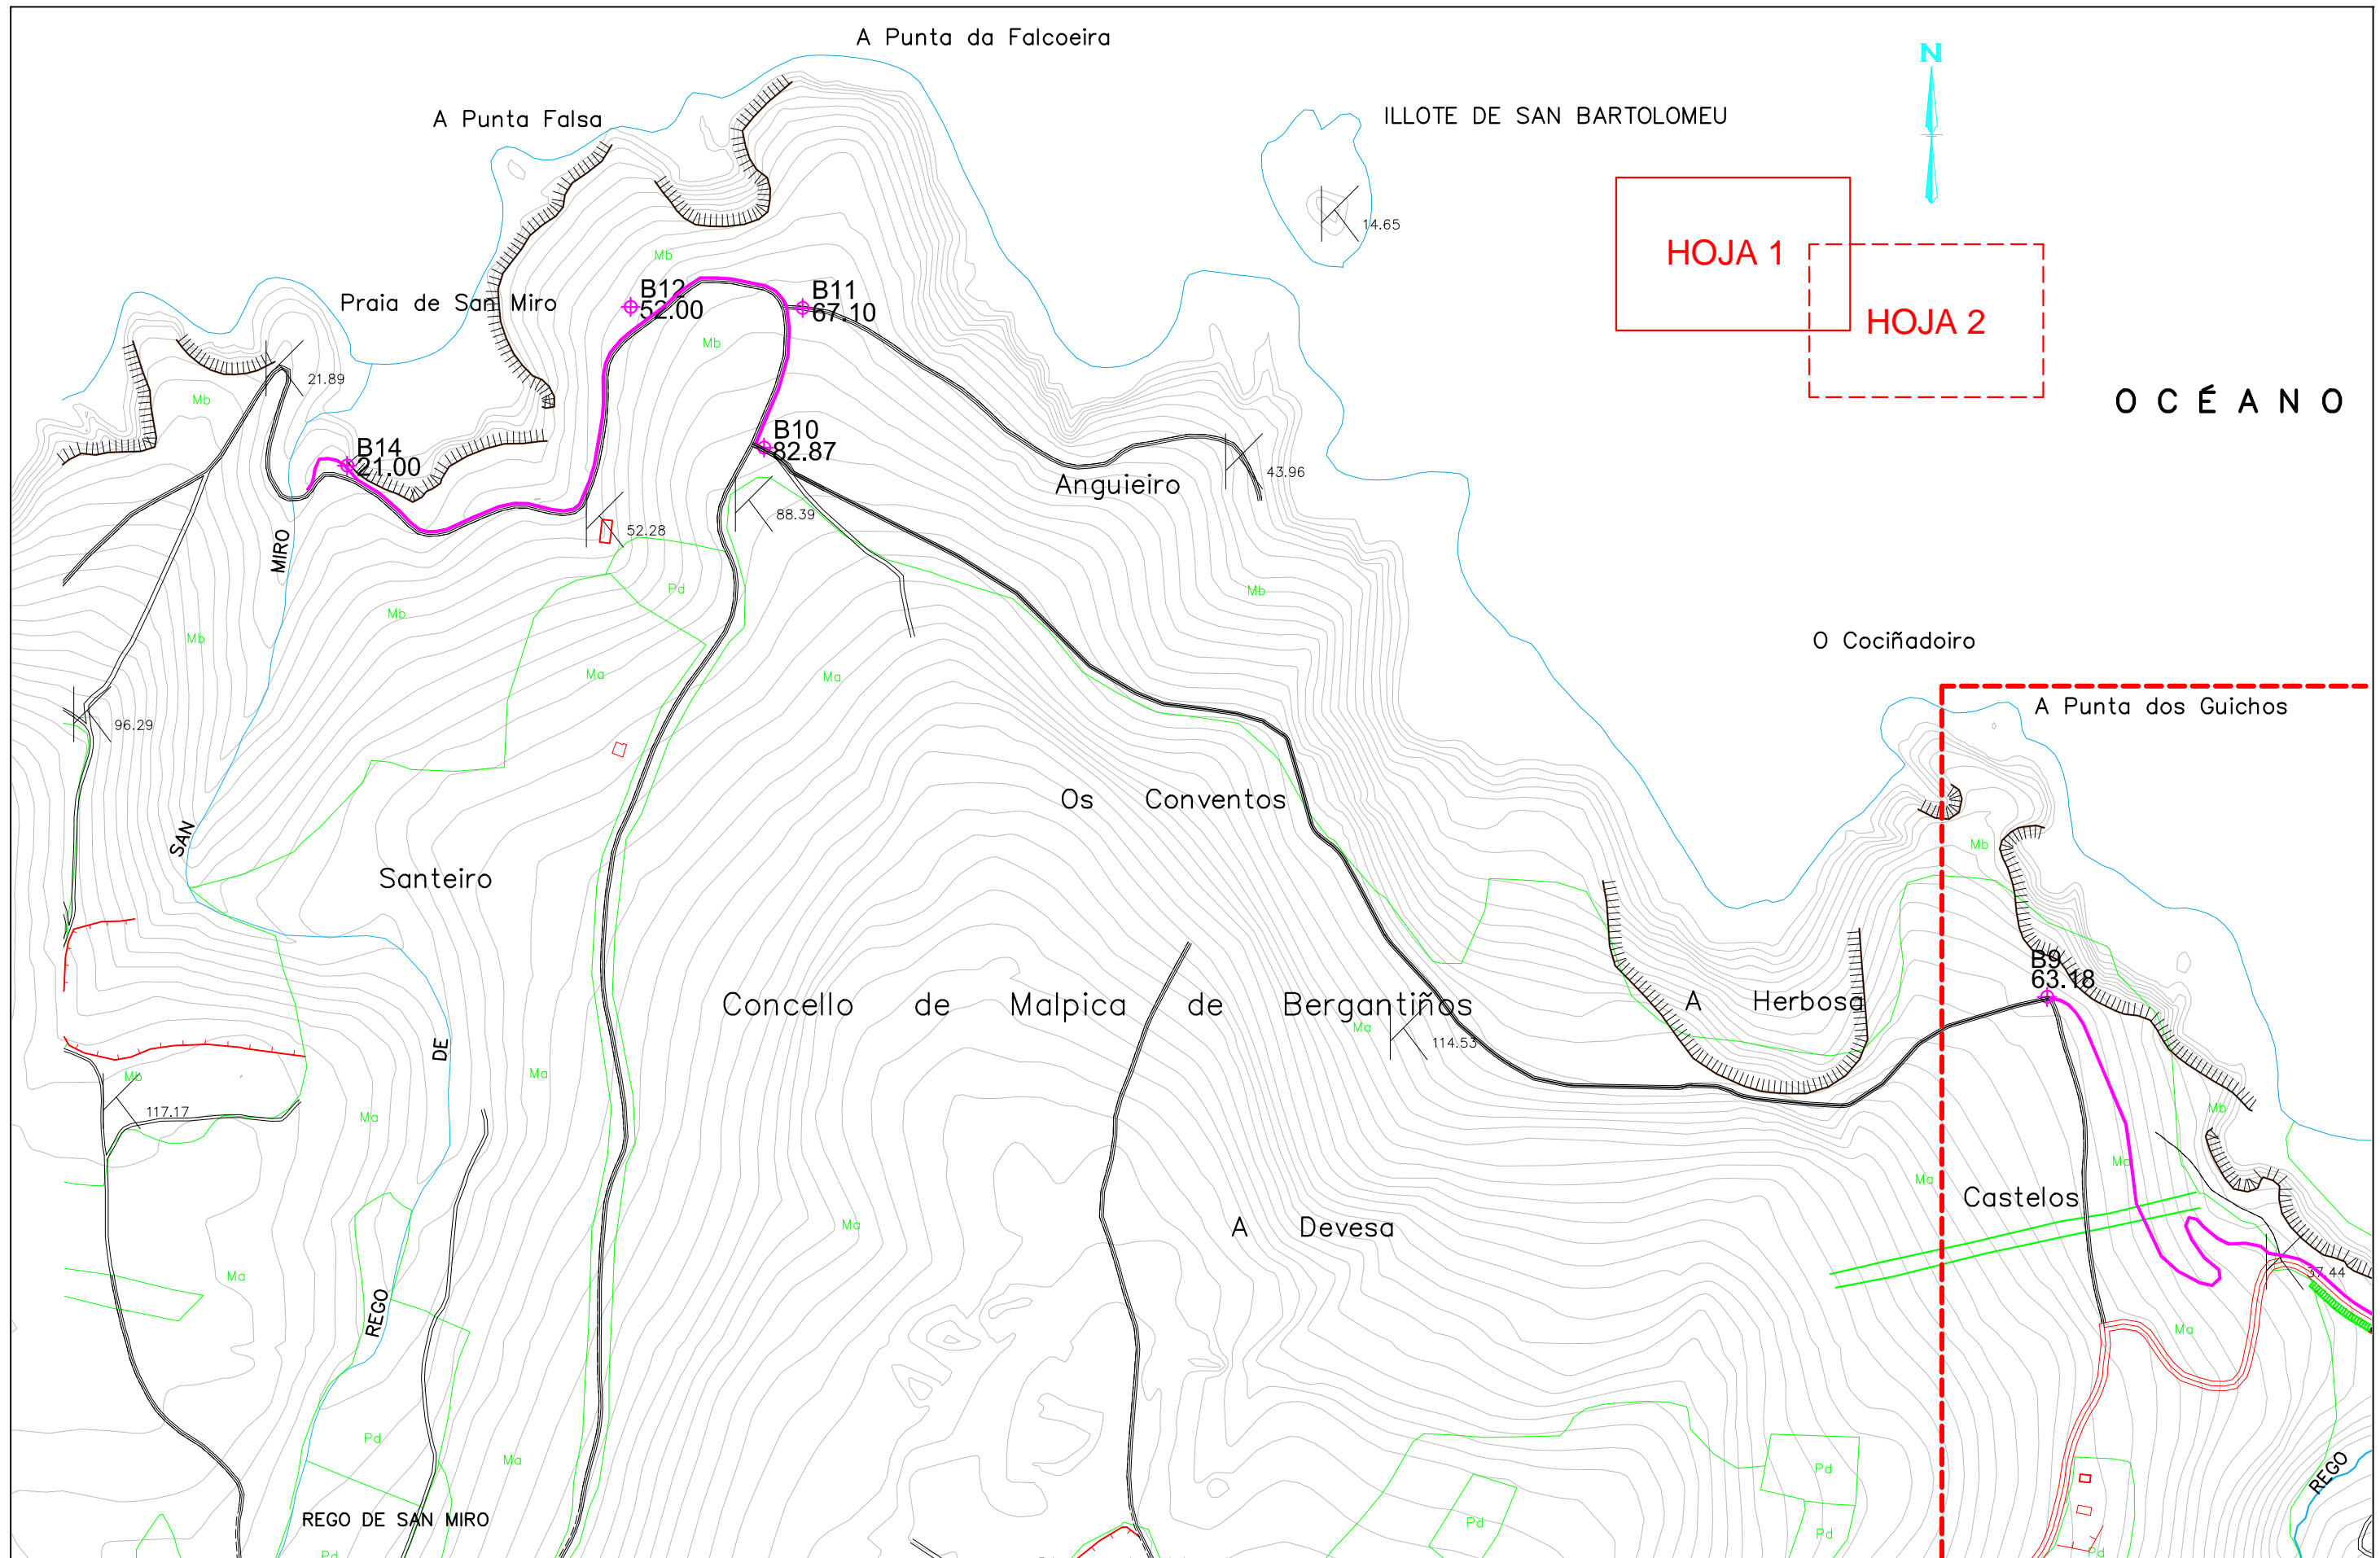 A Punta da Falcoeira
N
A Punta Falsa
ILLOTE DE SAN BARTOLOMEU
14.65
HOJA 1
Mb
B12
52.00
B11
67.10
Praia de San Miro
HOJA 2
Mb
21.89
Mb
OCÉANO
B14
21.00
B10
82.87
43.96
Anguieiro
88.39
52.28
MIRO
Pd
Mb
Mb
Mb
O Cociñadoiro
Ma
Ma
A Punta dos Guichos
96.29
Os Conventos
SAN
Mb
Santeiro
B9
63.18
Concello de Malpica de Bergantiños
A Herbosa
Ma
114.53
DE
Mb
Ma
117.17
Ma
Mb
Ma
Ma
Castelos
Ma
A Devesa
Ma
37.44
REGO
Ma
Pd
Ma
Pd
REGO
REGO DE SAN MIRO
Pd
Pd
Pd
Pd